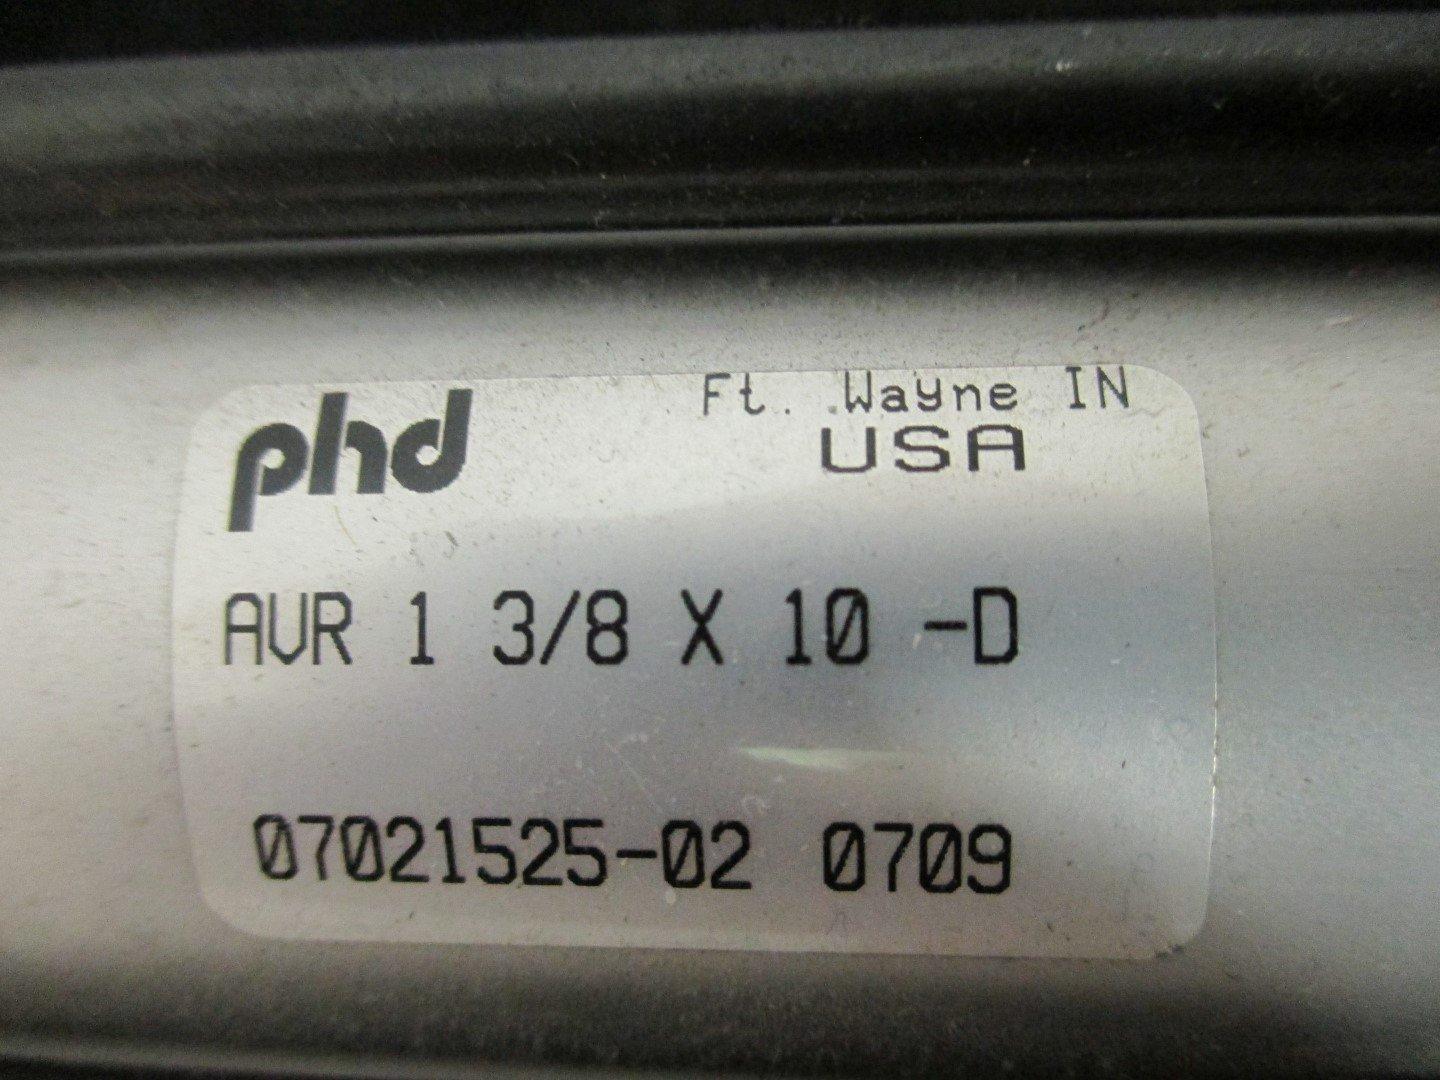 phd
Ft. Wayne IN
USA
AVR 1 3/8 X 10 -D
07021525-02 0709